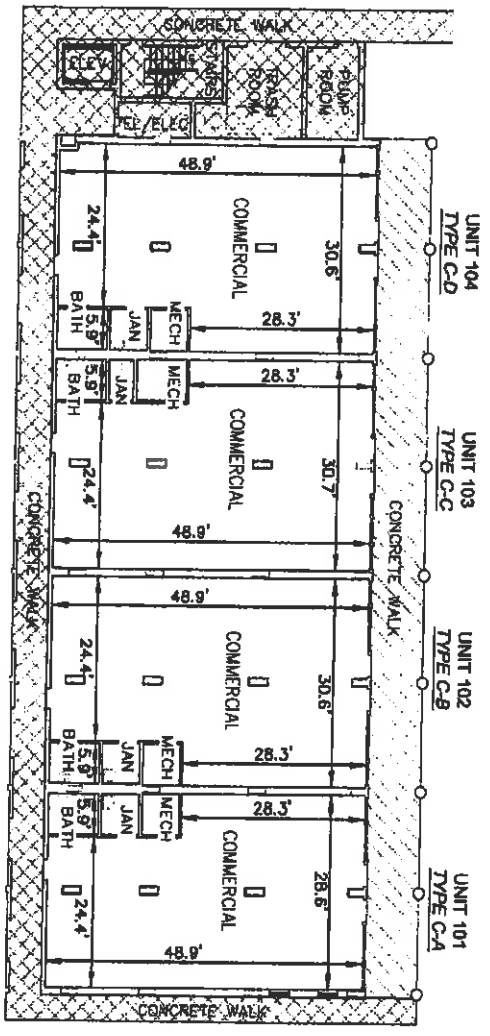 CONCRETE WALK
ELEV
STAIRS
TRASH
ROOM
PUMP
ROOM
TEL/ELEC
UNIT 104
TYPE C-D
48.9'
24.4'
COMMERCIAL
30.6'
BATH
5.9'
JAN
MECH
28.3'
UNIT 103
TYPE C-C
BATH
5.9'
JAN
MECH
28.3'
COMMERCIAL
30.7'
24.4'
48.9'
CONCRETE WALK
CONCRETE WALK
UNIT 102
TYPE C-B
48.9'
24.4'
COMMERCIAL
30.6'
BATH
5.9'
JAN
MECH
28.3'
UNIT 101
TYPE C-A
BATH
5.9'
JAN
MECH
28.3'
COMMERCIAL
28.6'
24.4'
48.9'
CONCRETE WALK